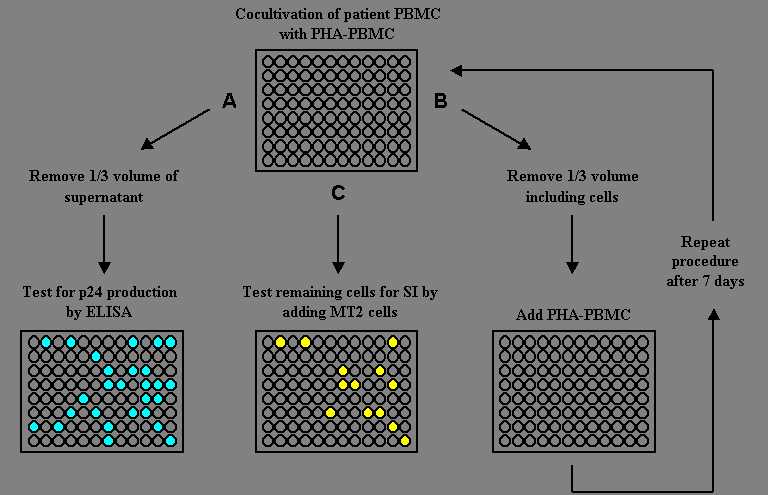 Cocultivation of patient PBMC
with PHA-PBMC
A
B
Remove 1/3 volume of
supernatant
C
Remove 1/3 volume
including cells
Repeat
procedure
after 7 days
Test for p24 production
by ELISA
Test remaining cells for SI by
adding MT2 cells
Add PHA-PBMC